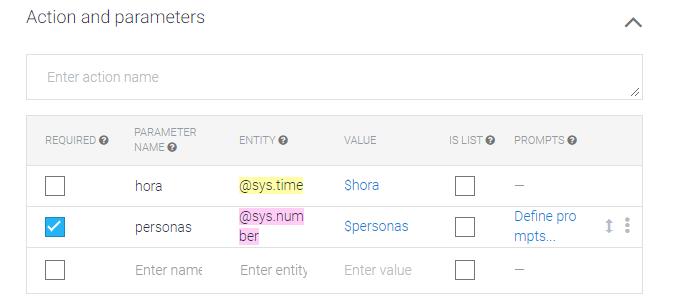 Action and parameters
Enter action name
REQUIRED PARAMETER NAME ENTITY VALUE IS LIST PROMPTS
hora @sys.time $hora —
personas @sys.number $personas Define prompts...
Enter name Enter entity Enter value —